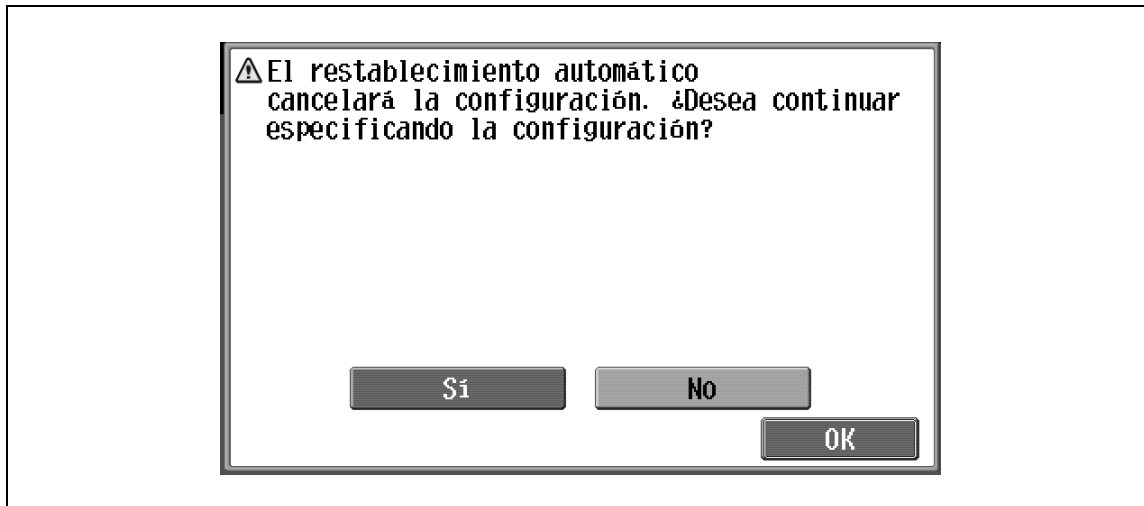 El restablecimiento automático
cancelará la configuración. ¿Desea continuar
especificando la configuración?
Sí
No
OK